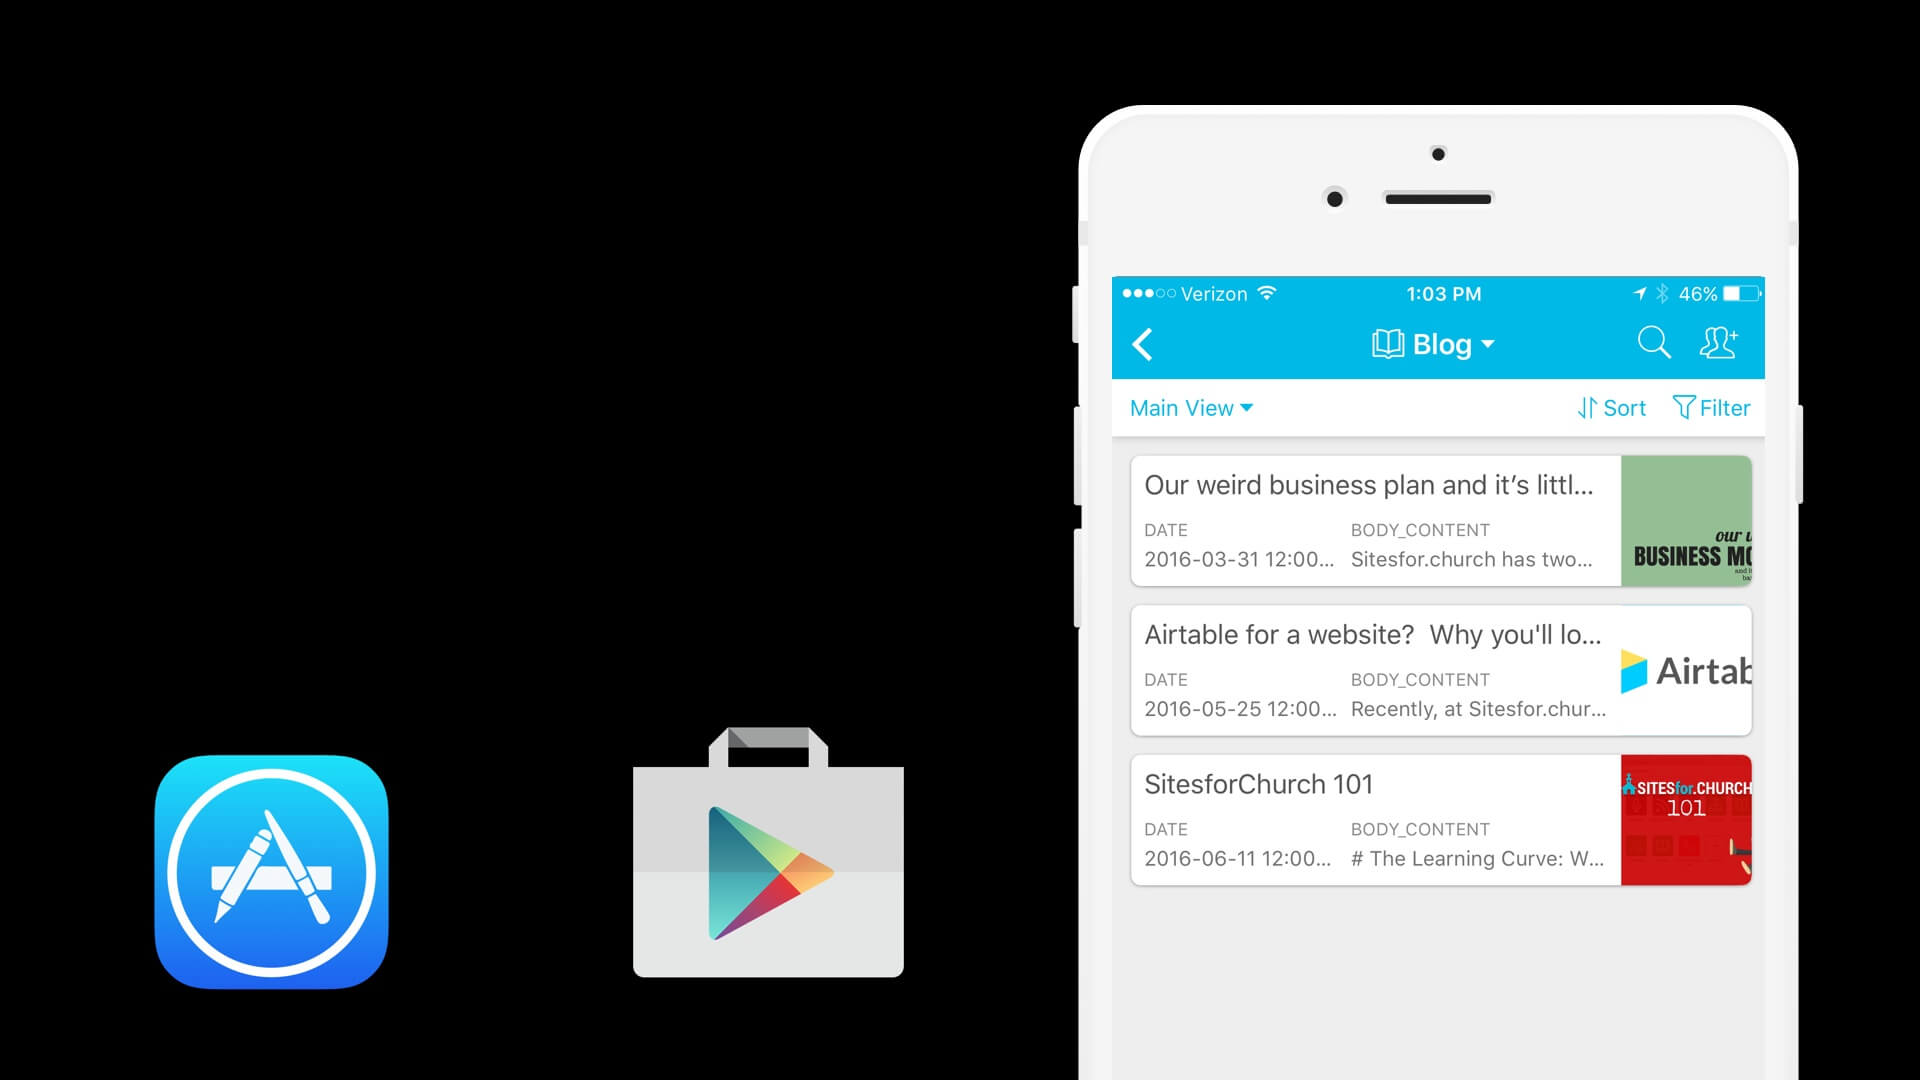 Verizon 1:03 PM 46%
Blog
Main View Sort Filter
Our weird business plan and it’s littl...
DATE BODY_CONTENT
2016-03-31 12:00... Sitesfor.church has two...
our
BUSINESS MO
and
Airtable for a website?  Why you'll lo...
DATE BODY_CONTENT
2016-05-25 12:00... Recently, at Sitesfor.chur...
Airtab
SitesforChurch 101
DATE BODY_CONTENT
2016-06-11 12:00... # The Learning Curve: W...
SITESfor.CHURCH
101